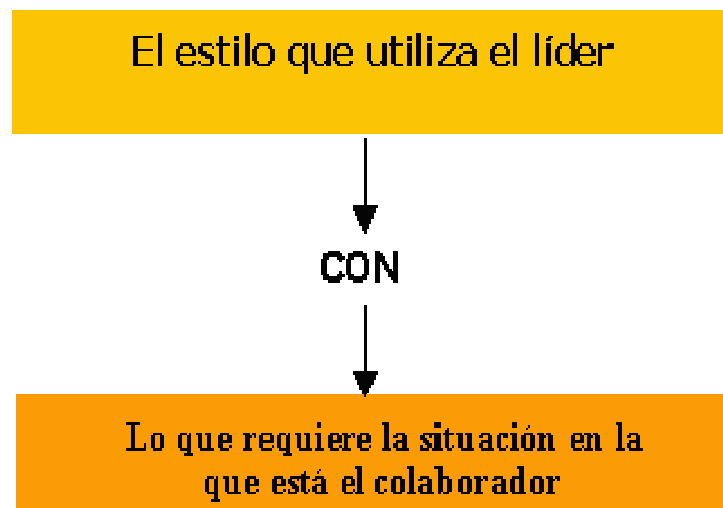 El estilo que utiliza el líder
CON
Lo que requiere la situación en la
que está el colaborador